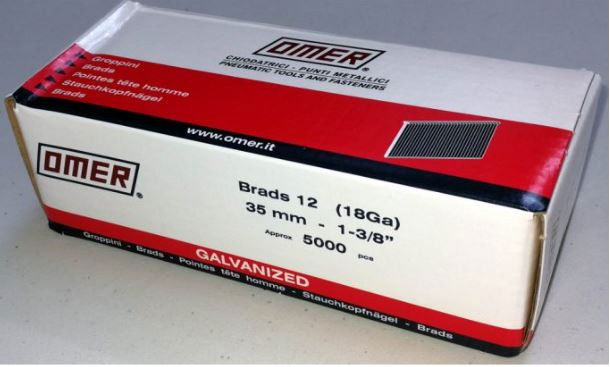 OMER®
CHIODATRICI - PUNTI METALLICI
PNEUMATIC TOOLS AND FASTENERS
Groppini
Brads
Pointes tête homme
Stauchkopfnägel
Brads
www.omer.it
OMER®
Brads 12 (18Ga)
35 mm - 1-3/8"
Approx 5000 pcs
GALVANIZED
Groppini - Brads - Pointes tête homme - Stauchkopfnägel - Brads